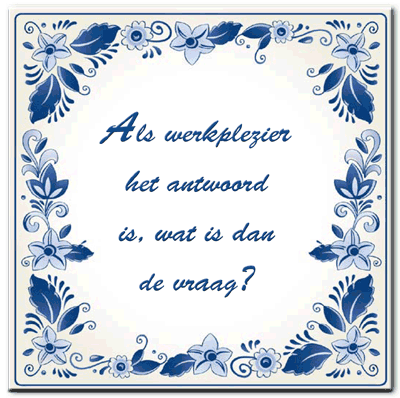 Als werkplezier
het antwoord
is, wat is dan
de vraag?